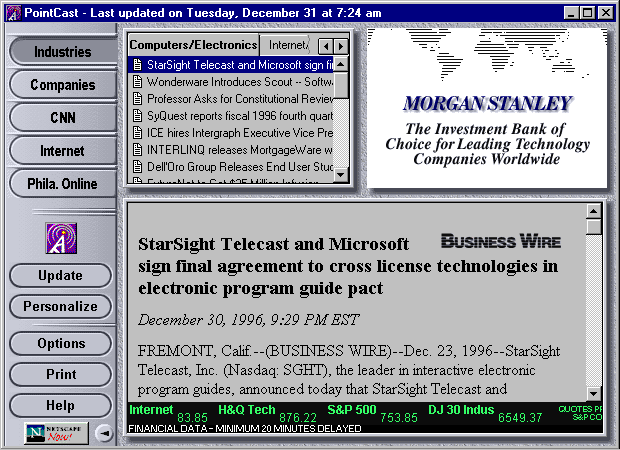 PointCast - Last updated on Tuesday, December 31 at 7:24 am
Industries
Companies
CNN
Internet
Phila. Online
Update
Personalize
Options
Print
Help
NETSCAPE
Now!
Computers/Electronics
Internet/
StarSight Telecast and Microsoft sign fi
Wonderware Introduces Scout -- Softw
Professor Asks for Constitutional Review
SyQuest reports fiscal 1996 fourth quart
ICE hires Intergraph Executive Vice Pre
INTERLINQ releases MortgageWare w
Dell'Oro Group Releases End User Stud
FutureNet to Get $25 Million Infusion
MORGAN STANLEY
The Investment Bank of
Choice for Leading Technology
Companies Worldwide
BUSINESS WIRE
StarSight Telecast and Microsoft
sign final agreement to cross license technologies in
electronic program guide pact
December 30, 1996, 9:29 PM EST
FREMONT, Calif.--(BUSINESS WIRE)--Dec. 23, 1996--StarSight
Telecast, Inc. (Nasdaq: SGHT), the leader in interactive electronic
program guides, announced today that StarSight Telecast and
Internet 83.85 H&Q Tech 876.22 S&P 500 753.85 DJ 30 Indus 6549.37 QUOTES PR
S&P CO
FINANCIAL DATA - MINIMUM 20 MINUTES DELAYED